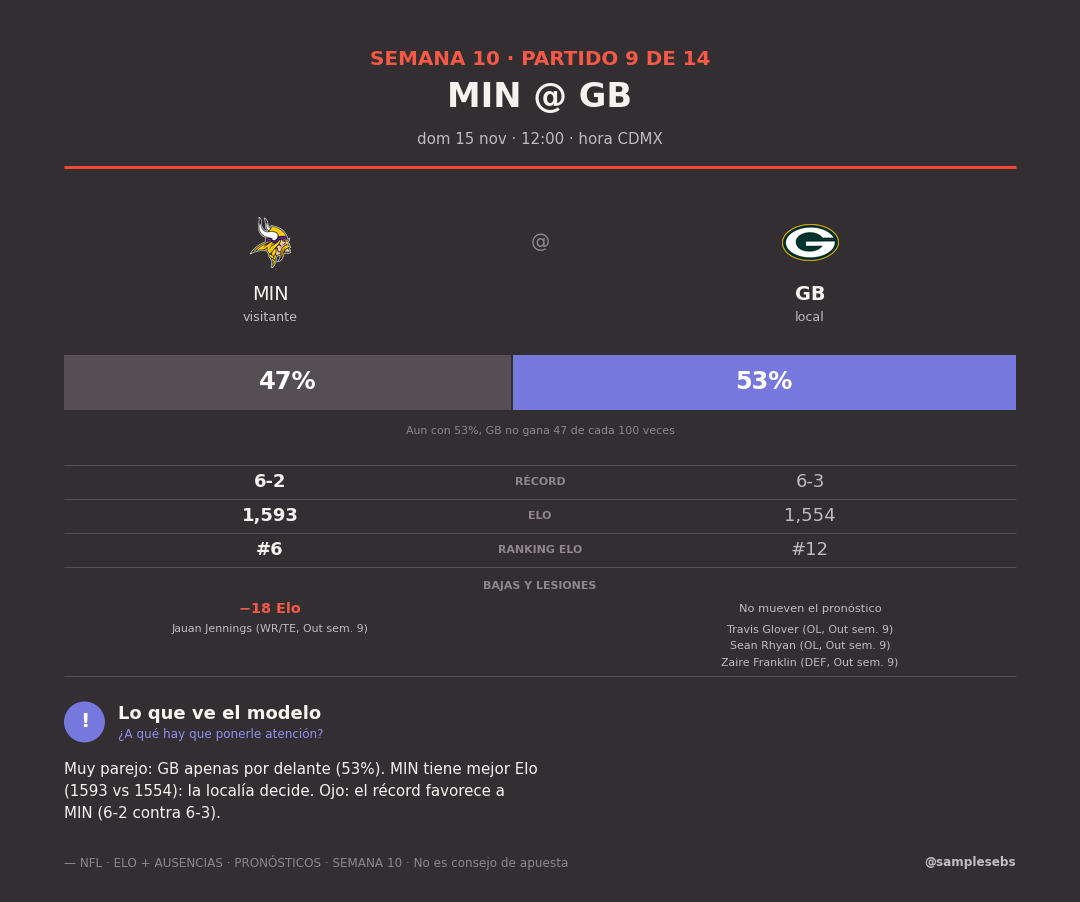 SEMANA 10 · PARTIDO 9 DE 14
MIN @ GB
dom 15 nov · 12:00 · hora CDMX
@
G
MIN
GB
visitante
local
47%
53%
Aun con 53%, GB no gana 47 de cada 100 veces
6-2 RÉCORD 6-3
1,593 ELO 1,554
#6 RANKING ELO #12
BAJAS Y LESIONES
−18 Elo
Jauan Jennings (WR/TE, Out sem. 9)
No mueven el pronóstico
Travis Glover (OL, Out sem. 9)
Sean Rhyan (OL, Out sem. 9)
Zaire Franklin (DEF, Out sem. 9)
! Lo que ve el modelo
¿A qué hay que ponerle atención?
Muy parejo: GB apenas por delante (53%). MIN tiene mejor Elo
(1593 vs 1554): la localía decide. Ojo: el récord favorece a
MIN (6-2 contra 6-3).
— NFL · ELO + AUSENCIAS · PRONÓSTICOS · SEMANA 10 · No es consejo de apuesta
@samplesebs